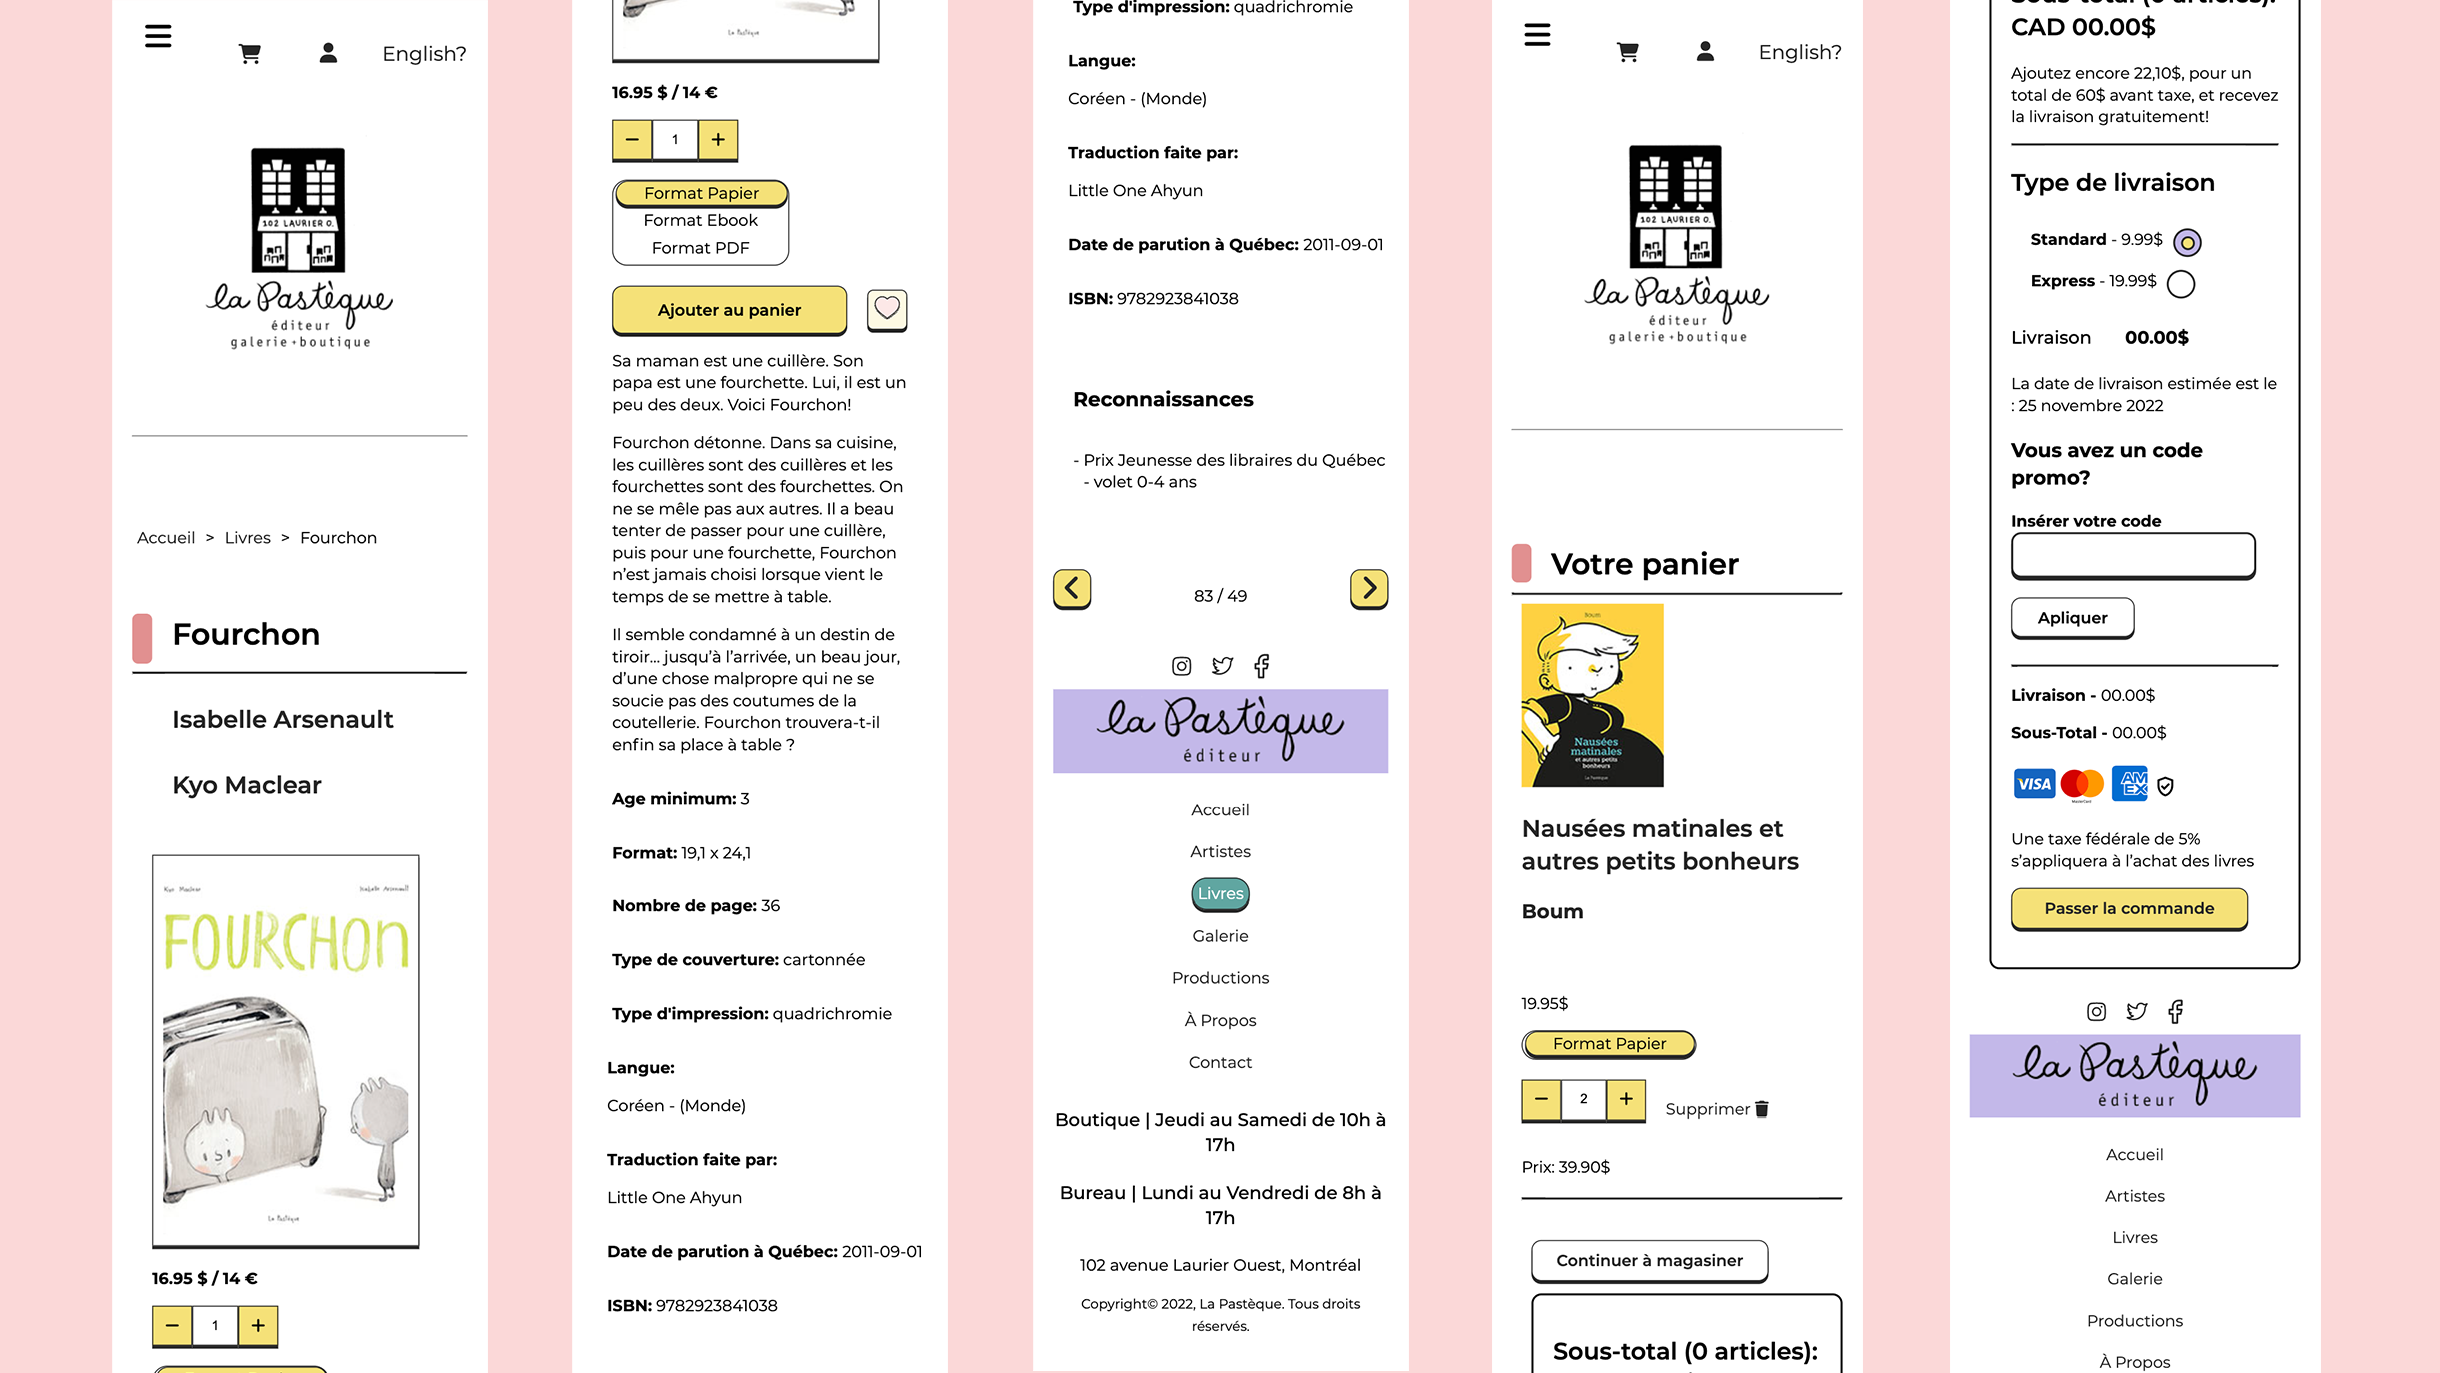 English?
102 LAURIER O.
la Pastèque
éditeur
galerie + boutique
Accueil > Livres > Fourchon
Fourchon
Isabelle Arsenault
Kyo Maclear
Kyo Maclear
Isabelle Arsenault
FOURCHON
La Pastèque
16.95 $ / 14 €
1
La Pastèque
16.95 $ / 14 €
1
Format Papier
Format Ebook
Format PDF
Ajouter au panier
Sa maman est une cuillère. Son
papa est une fourchette. Lui, il est un
peu des deux. Voici Fourchon!
Fourchon détonne. Dans sa cuisine,
les cuillères sont des cuillères et les
fourchettes sont des fourchettes. On
ne se mêle pas aux autres. Il a beau
tenter de passer pour une cuillère,
puis pour une fourchette, Fourchon
n'est jamais choisi lorsque vient le
temps de se mettre à table.
Il semble condamné à un destin de
tiroir... jusqu'à l'arrivée, un beau jour,
d'une chose malpropre qui ne se
soucie pas des coutumes de la
coutellerie. Fourchon trouvera-t-il
enfin sa place à table ?
Age minimum: 3
Format: 19,1 x 24,1
Nombre de page: 36
Type de couverture: cartonnée
Type d'impression: quadrichromie
Langue:
Coréen - (Monde)
Traduction faite par:
Little One Ahyun
Date de parution à Québec: 2011-09-01
ISBN: 9782923841038
Type d'impression: quadrichromie
Langue:
Coréen - (Monde)
Traduction faite par:
Little One Ahyun
Date de parution à Québec: 2011-09-01
ISBN: 9782923841038
Reconnaissances
- Prix Jeunesse des libraires du Québec
- volet 0-4 ans
83 / 49
la Pastèque
éditeur
Accueil
Artistes
Livres
Galerie
Productions
À Propos
Contact
Boutique | Jeudi au Samedi de 10h à
17h
Bureau | Lundi au Vendredi de 8h à
17h
102 avenue Laurier Ouest, Montréal
Copyright© 2022, La Pastèque. Tous droits
réservés.
English?
102 LAURIER O.
la Pastèque
éditeur
galerie + boutique
Votre panier
Boum
Nausées
matinales
et autres petits
bonheurs
La Pastèque
Nausées matinales et
autres petits bonheurs
Boum
19.95$
Format Papier
2
Supprimer
Prix: 39.90$
Continuer à magasiner
Sous-total (0 articles):
Sous-total (0 articles):
CAD 00.00$
Ajoutez encore 22,10$, pour un
total de 60$ avant taxe, et recevez
la livraison gratuitement!
Type de livraison
Standard - 9.99$
Express - 19.99$
Livraison 00.00$
La date de livraison estimée est le
: 25 novembre 2022
Vous avez un code
promo?
Insérer votre code
Apliquer
Livraison - 00.00$
Sous-Total - 00.00$
VISA
MasterCard
AM
EX
Une taxe fédérale de 5%
s'appliquera à l'achat des livres
Passer la commande
la Pastèque
éditeur
Accueil
Artistes
Livres
Galerie
Productions
À Propos